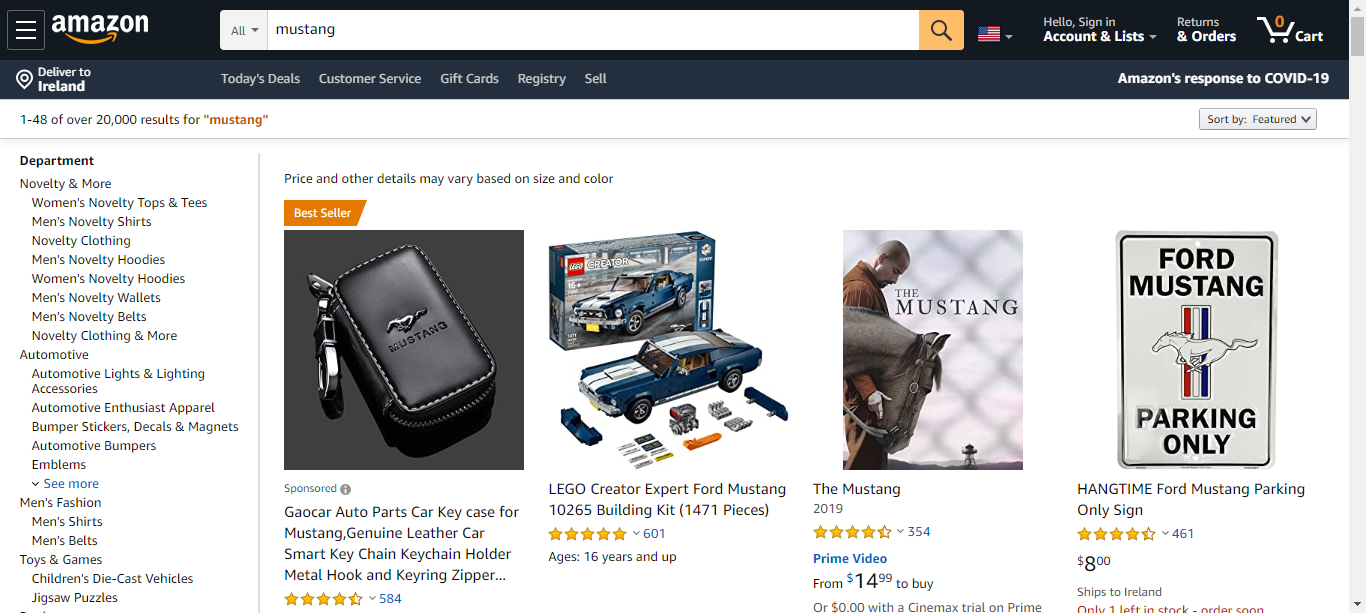 amazon
All
mustang
Hello, Sign in
Account & Lists
Returns
& Orders
0
Cart
Deliver to
Ireland
Today's Deals
Customer Service
Gift Cards
Registry
Sell
Amazon's response to COVID-19
1-48 of over 20,000 results for "mustang"
Sort by: Featured
Department
Novelty & More
Women's Novelty Tops & Tees
Men's Novelty Shirts
Novelty Clothing
Men's Novelty Hoodies
Women's Novelty Hoodies
Men's Novelty Wallets
Men's Novelty Belts
Novelty Clothing & More
Automotive
Automotive Lights & Lighting
Accessories
Automotive Enthusiast Apparel
Bumper Stickers, Decals & Magnets
Automotive Bumpers
Emblems
See more
Men's Fashion
Men's Shirts
Men's Belts
Toys & Games
Children's Die-Cast Vehicles
Jigsaw Puzzles
Price and other details may vary based on size and color
Best Seller
MUSTANG
Sponsored
Gaocar Auto Parts Car Key case for
Mustang,Genuine Leather Car
Smart Key Chain Keychain Holder
Metal Hook and Keyring Zipper...
584
LEGO
CREATOR
16+
LEGO Creator Expert Ford Mustang
10265 Building Kit (1471 Pieces)
601
Ages: 16 years and up
THE
MUSTANG
The Mustang
2019
354
Prime Video
From $14.99 to buy
Or $0.00 with a Cinemax trial on Prime
FORD
MUSTANG
PARKING
ONLY
HANGTIME Ford Mustang Parking
Only Sign
461
$8.00
Ships to Ireland
Only 1 left in stock - order soon